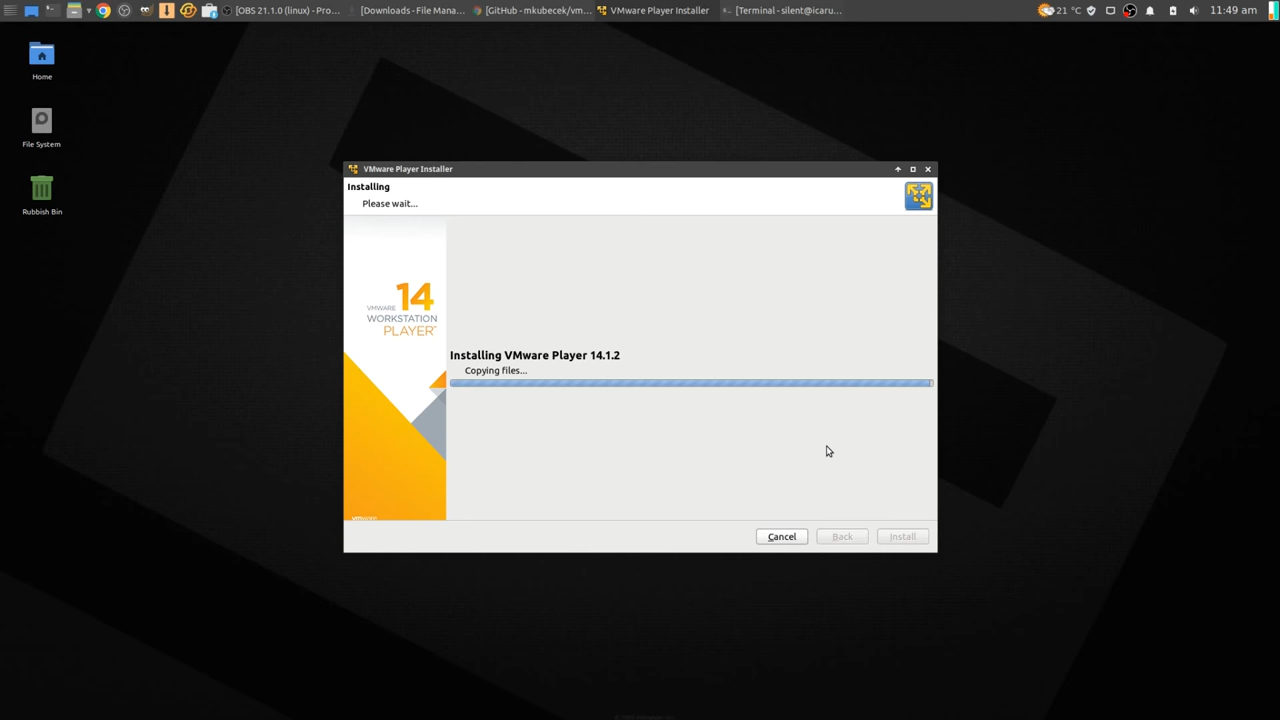 [OBS 21.1.0 (linux) - Pro...
[Downloads - File Mana...
[GitHub - mkubecek/vm...
VMware Player Installer
[Terminal - silent@icaru...
21 °C
11:49 am
Home
File System
Rubbish Bin
VMware Player Installer
Installing
Please wait...
14
VMWARE
WORKSTATION
PLAYER™
Installing VMware Player 14.1.2
Copying files...
vmware
Cancel
Back
Install